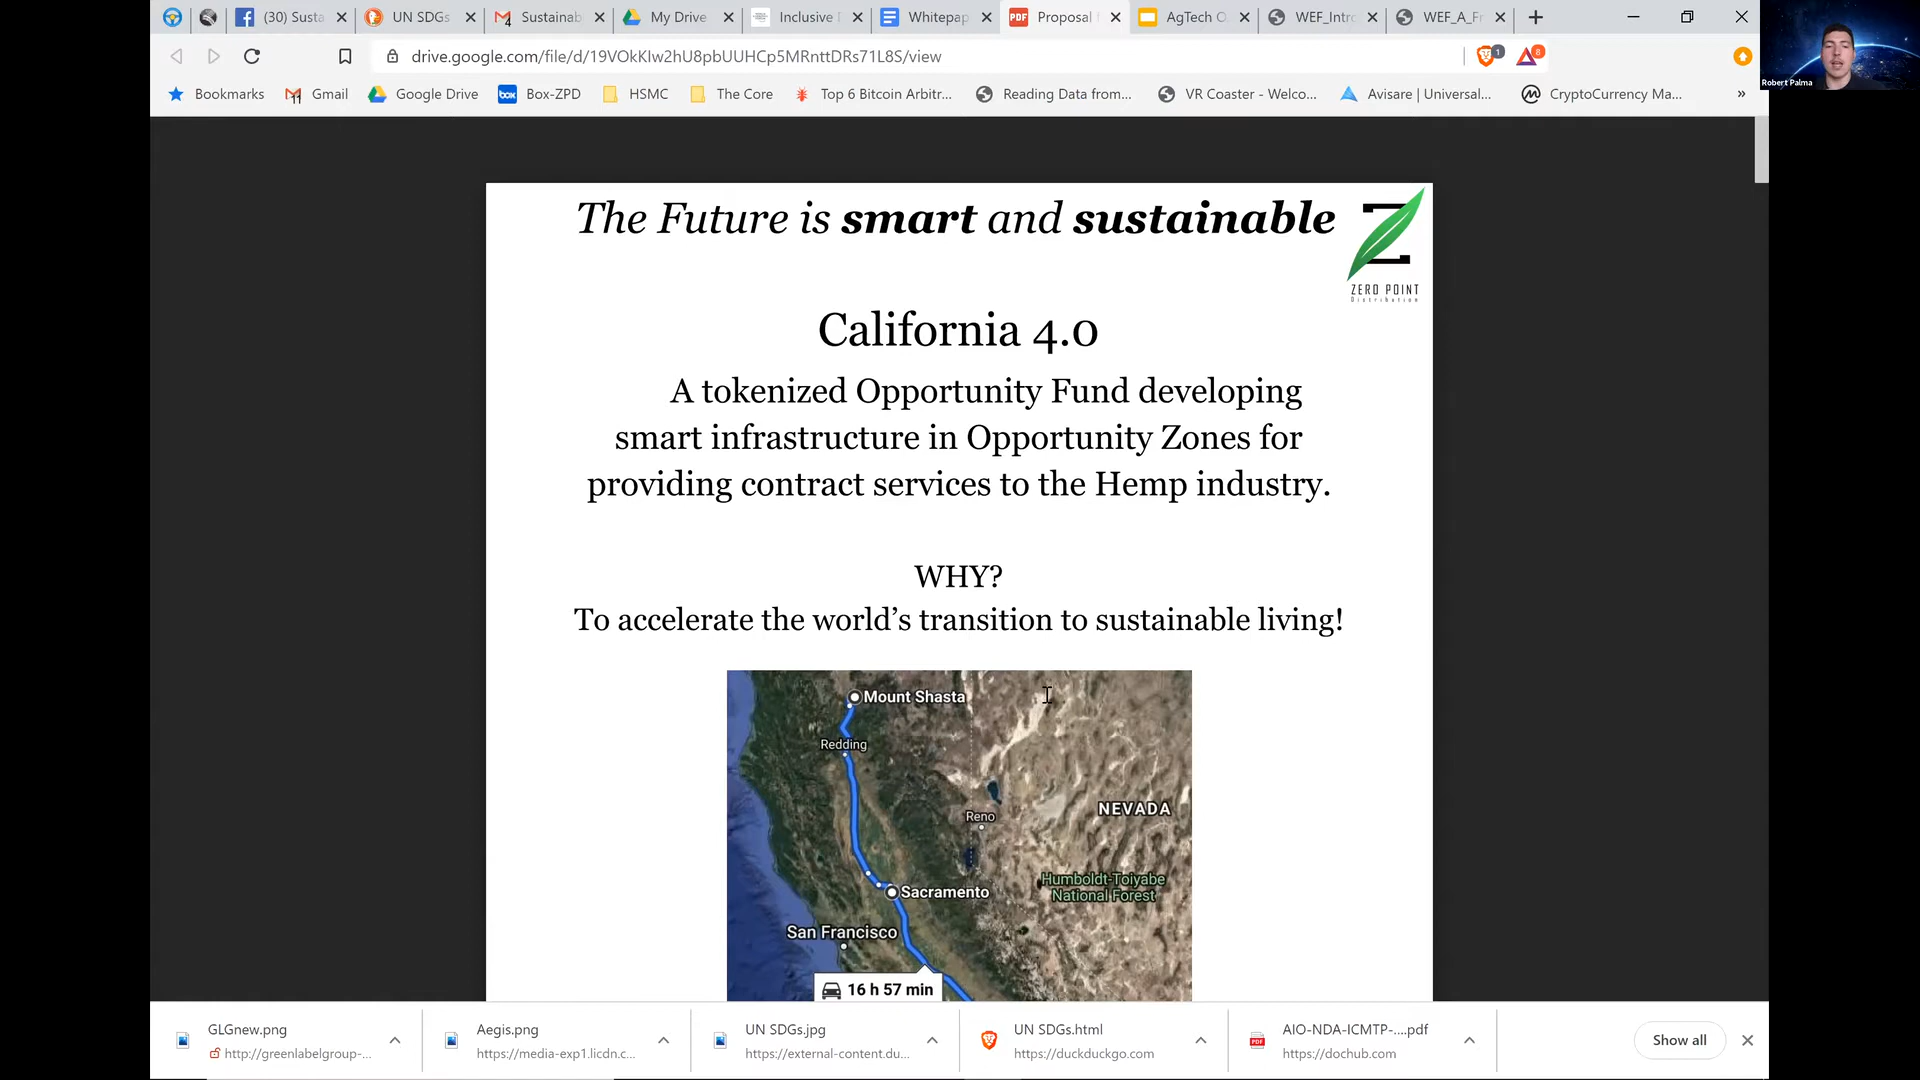 (30) Susta
UN SDGs
Sustainab
My Drive
Inclusive
Whitepap
Proposal
AgTech O
WEF_Intr
WEF_A_Fr
drive.google.com/file/d/19VOkKIw2hU8pbUUHCp5MRnttDRs71L8S/view
1
8
Robert Palma
Bookmarks
Gmail
Google Drive
box
Box-ZPD
HSMC
The Core
Top 6 Bitcoin Arbitr...
Reading Data from...
VR Coaster - Welco...
Avisare | Universal...
CryptoCurrency Ma...
»
The Future is smart and sustainable
Z
ZERO POINT
Distribution
California 4.0
A tokenized Opportunity Fund developing
smart infrastructure in Opportunity Zones for
providing contract services to the Hemp industry.
WHY?
To accelerate the world’s transition to sustainable living!
Mount Shasta
Redding
Reno
NEVADA
Humboldt-Toiyabe
National Forest
Sacramento
San Francisco
16 h 57 min
GLGnew.png
http://greenlabelgroup-...
Aegis.png
https://media-exp1.licdn.c...
UN SDGs.jpg
https://external-content.du...
UN SDGs.html
https://duckduckgo.com
PDF
AIO-NDA-ICMTP-....pdf
https://dochub.com
Show all